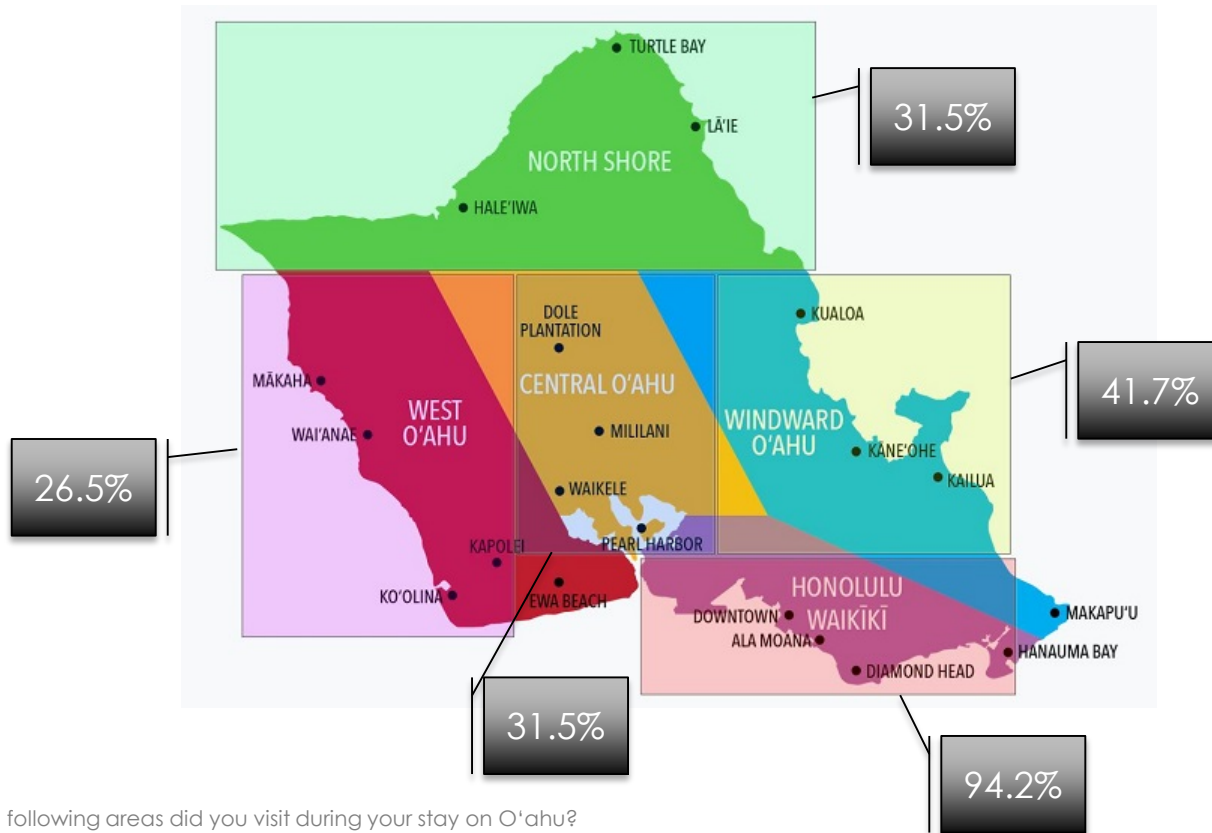 TURTLE BAY
31.5%
LĀ'IE
NORTH SHORE
HALE'IWA
KUALOA
DOLE
PLANTATION
MĀKAHA
CENTRAL O'AHU
41.7%
WEST
O'AHU
WINDWARD
O'AHU
WAI'ANAE
MILILANI
KĀNE'OHE
KAILUA
26.5%
WAIKELE
PEARL HARBOR
KAPOLEI
KO'OLINA
EWA BEACH
HONOLULU
WAIKĪKĪ
DOWNTOWN
ALA MOANA
MAKAPU'U
HANAUMA BAY
DIAMOND HEAD
31.5%
94.2%
following areas did you visit during your stay on O‘ahu?